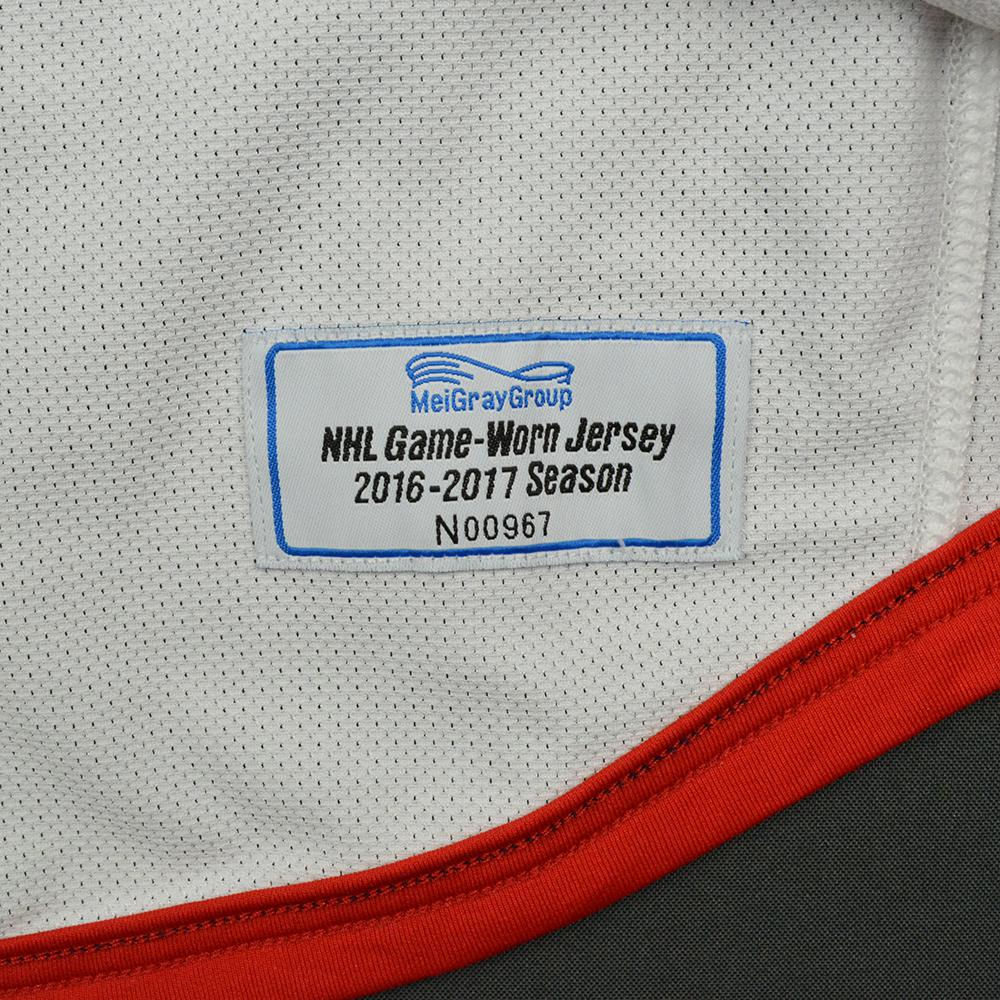 MeiGrayGroup
NHL Game-Worn Jersey
2016-2017 Season
N00967